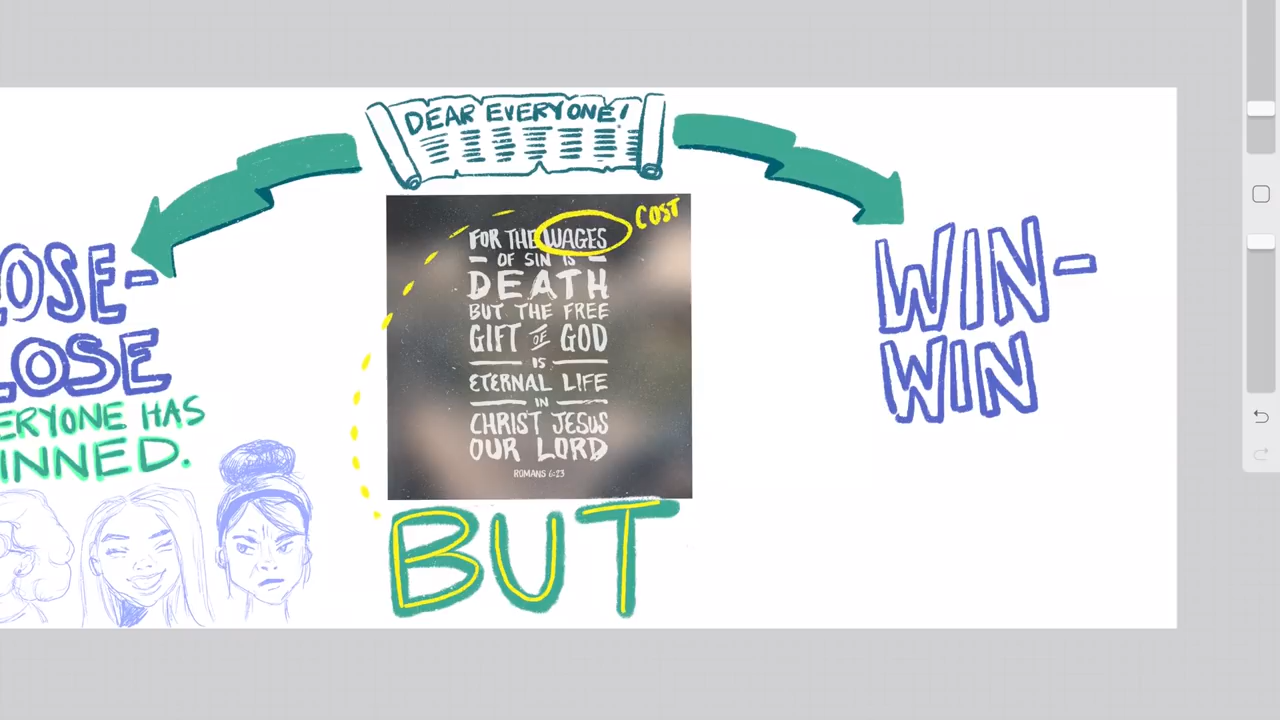 DEAR EVERYONE!
COST
FOR THE WAGES
OF SIN IS
DEATH
BUT THE FREE
GIFT OF GOD
IS
ETERNAL LIFE
IN
CHRIST JESUS
OUR LORD
ROMANS 6:23
BUT
OSE-
LOSE
ERYONE HAS
INNED.
WIN-
WIN